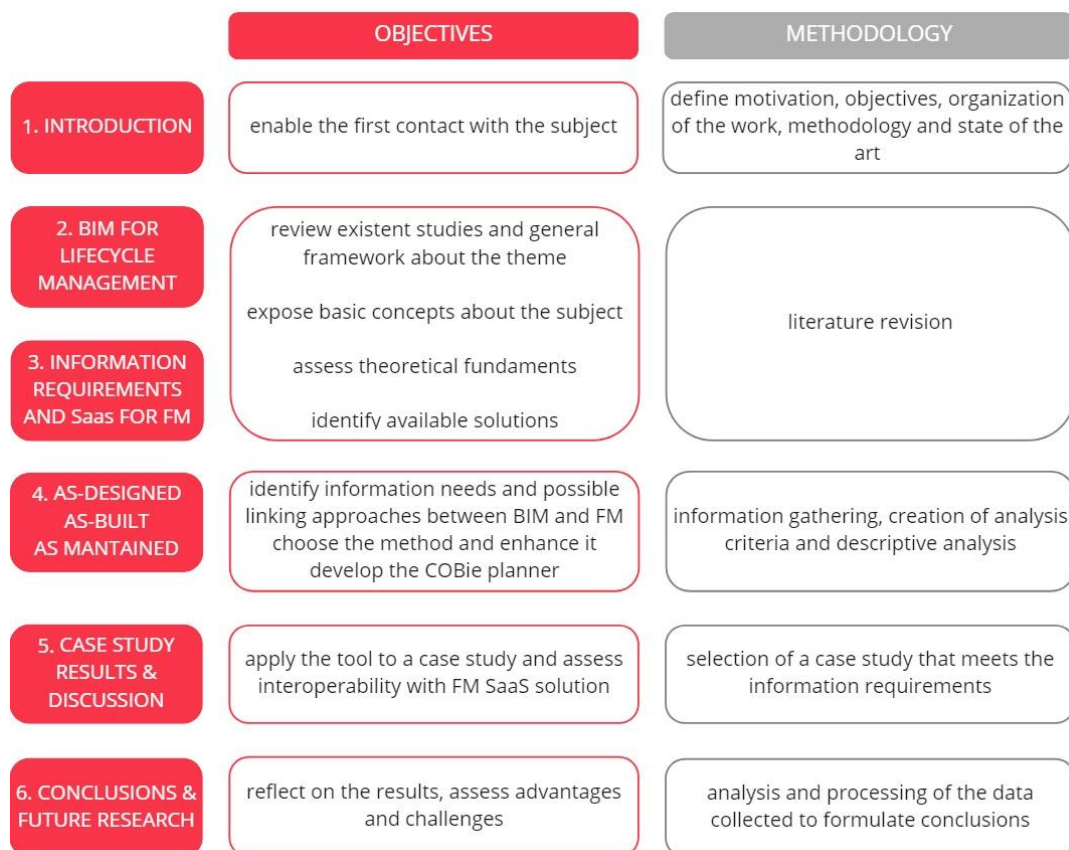 OBJECTIVES
METHODOLOGY
1. INTRODUCTION
enable the first contact with the subject
define motivation, objectives, organization
of the work, methodology and state of the
art
2. BIM FOR
LIFECYCLE
MANAGEMENT
3. INFORMATION
REQUIREMENTS
AND Saas FOR FM
review existent studies and general
framework about the theme
expose basic concepts about the subject
assess theoretical fundaments
identify available solutions
literature revision
4. AS-DESIGNED
AS-BUILT
AS MANTAINED
identify information needs and possible
linking approaches between BIM and FM
choose the method and enhance it
develop the COBie planner
information gathering, creation of analysis
criteria and descriptive analysis
5. CASE STUDY
RESULTS &
DISCUSSION
apply the tool to a case study and assess
interoperability with FM SaaS solution
selection of a case study that meets the
information requirements
6. CONCLUSIONS &
FUTURE RESEARCH
reflect on the results, assess advantages
and challenges
analysis and processing of the data
collected to formulate conclusions